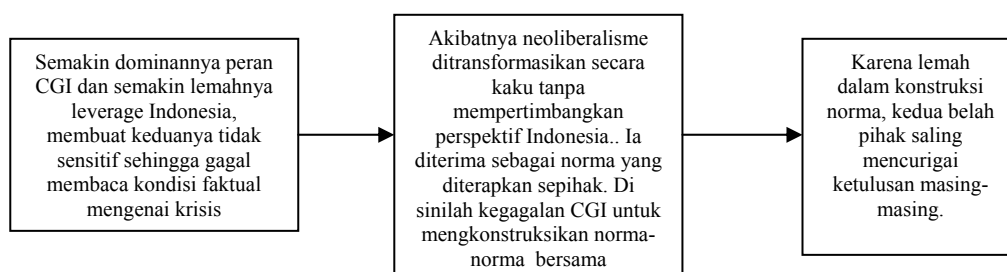 Semakin dominannya peran
CGI dan semakin lemahnya
leverage Indonesia,
membuat keduanya tidak
sensitif sehingga gagal
membaca kondisi faktual
mengenai krisis
Akibatnya neoliberalisme
ditransformasikan secara
kaku tanpa
mempertimbangkan
perspektif Indonesia.. Ia
diterima sebagai norma yang
diterapkan sepihak. Di
sinilah kegagalan CGI untuk
mengkonstruksikan norma-
norma bersama
Karena lemah
dalam konstruksi
norma, kedua belah
pihak saling
mencurigai
ketulusan masing-
masing.